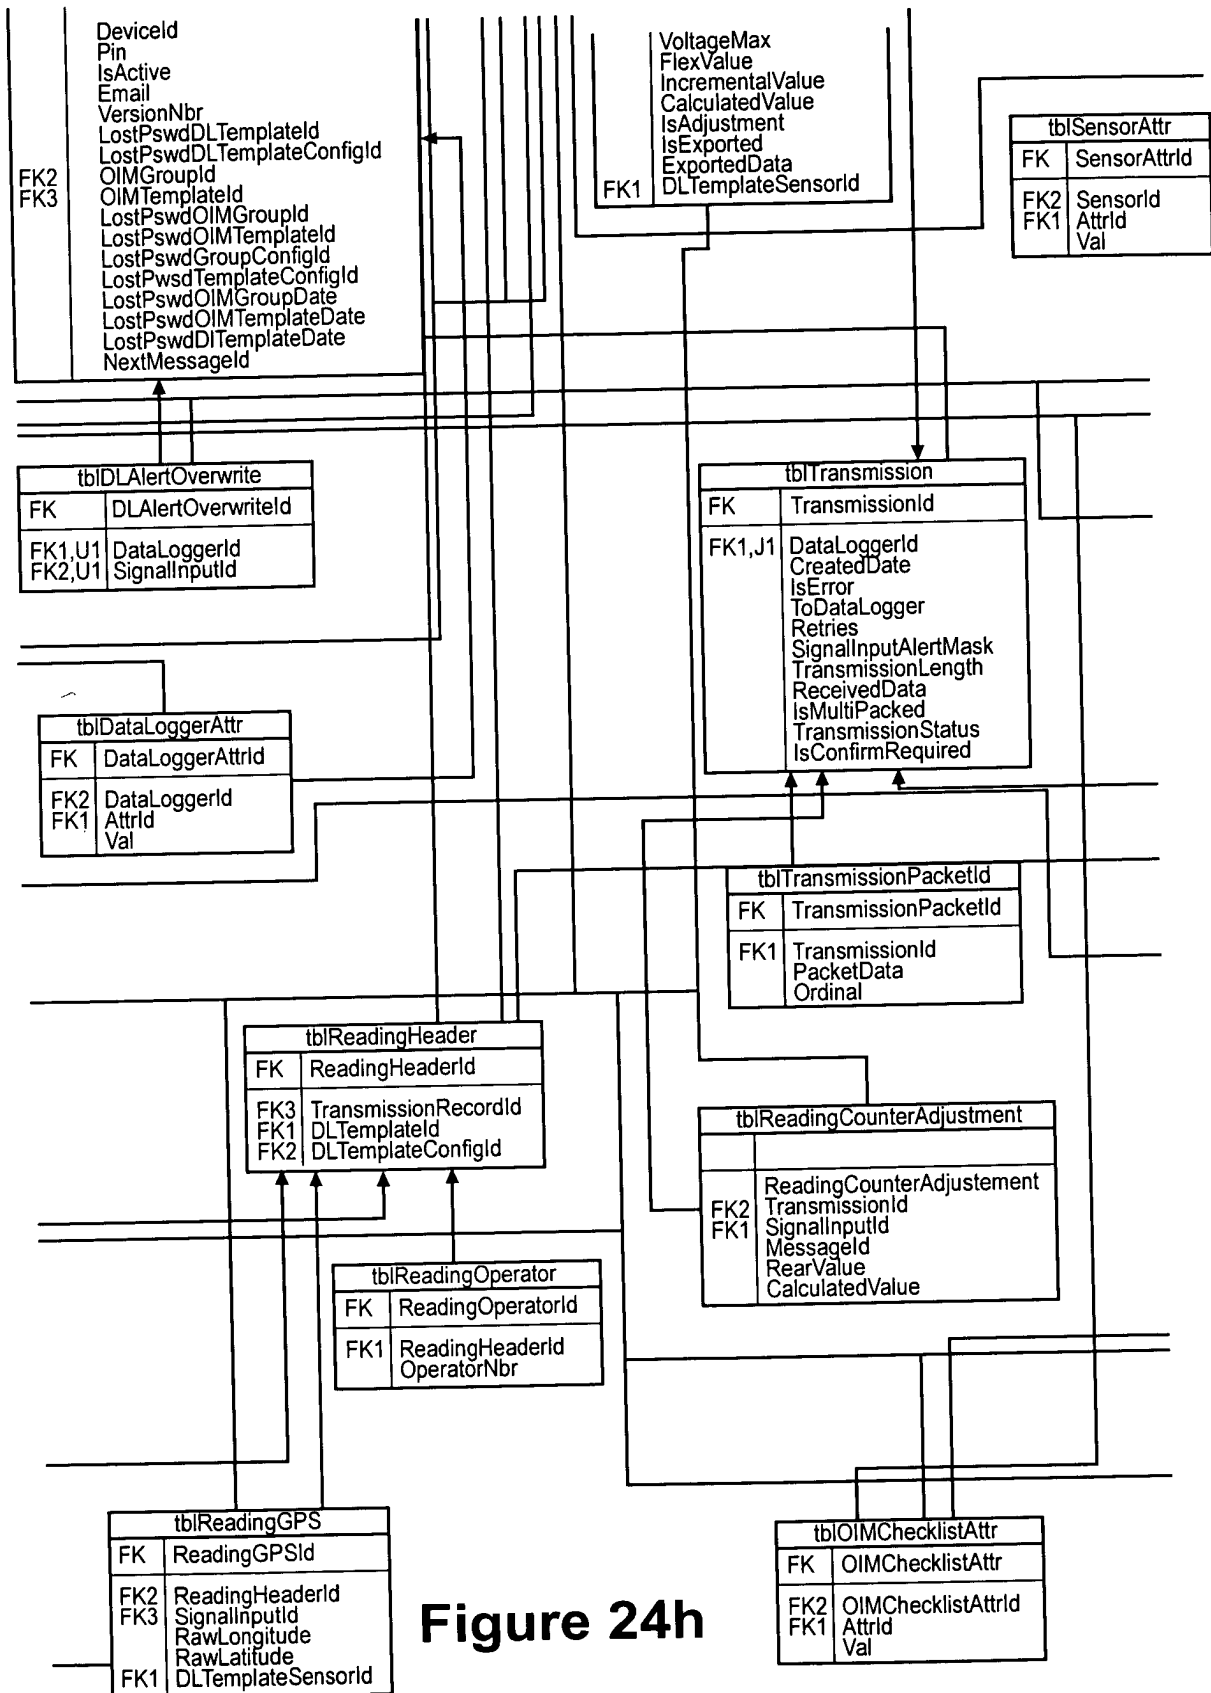 DeviceId
Pin
IsActive
Email
VersionNbr
LostPswdDLTemplateId
LostPswdDLTemplateConfigId
FK2 OIMGroupId
FK3 OIMTemplateId
LostPswdOIMGroupId
LostPswdOIMTemplateId
LostPswdGroupConfigId
LostPwsdTemplateConfigId
LostPswdOIMGroupDate
LostPswdOIMTemplateDate
LostPswdDlTemplateDate
NextMessageId
VoltageMax
FlexValue
IncrementalValue
CalculatedValue
IsAdjustment
IsExported
ExportedData
FK1 DLTemplateSensorId
tblSensorAttr
FK SensorAttrId
FK2 SensorId
FK1 AttrId
Val
tblDLAlertOverwrite
FK DLAlertOverwriteId
FK1,U1 DataLoggerId
FK2,U1 SignalInputId
tblTransmission
FK TransmissionId
FK1,J1 DataLoggerId
CreatedDate
IsError
ToDataLogger
Retries
SignalInputAlertMask
TransmissionLength
ReceivedData
IsMultiPacked
TransmissionStatus
IsConfirmRequired
tblDataLoggerAttr
FK DataLoggerAttrId
FK2 DataLoggerId
FK1 AttrId
Val
tblTransmissionPacketId
FK TransmissionPacketId
FK1 TransmissionId
PacketData
Ordinal
tblReadingHeader
FK ReadingHeaderId
FK3 TransmissionRecordId
FK1 DLTemplateId
FK2 DLTemplateConfigId
tblReadingCounterAdjustment
ReadingCounterAdjustement
FK2 TransmissionId
FK1 SignalInputId
MessageId
RearValue
CalculatedValue
tblReadingOperator
FK ReadingOperatorId
FK1 ReadingHeaderId
OperatorNbr
tblReadingGPS
FK ReadingGPSId
FK2 ReadingHeaderId
FK3 SignalInputId
RawLongitude
RawLatitude
FK1 DLTemplateSensorId
tblOIMChecklistAttr
FK OIMChecklistAttr
FK2 OIMChecklistAttrId
FK1 AttrId
Val
Figure 24h